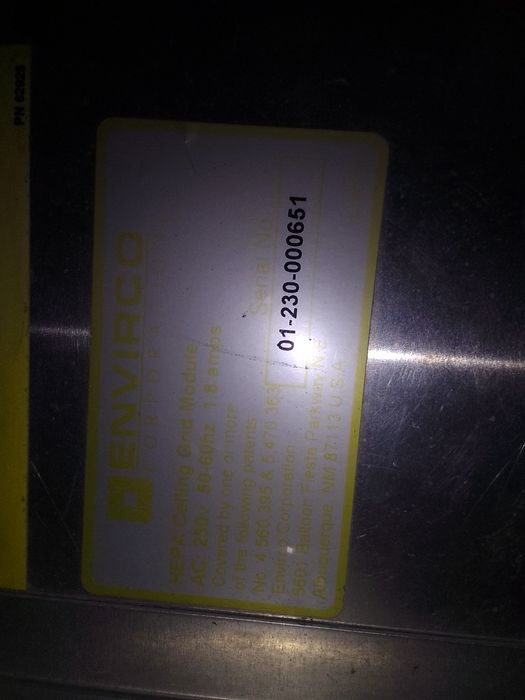 PN 62925
ENVIRCO
CORPORATION
HEPA Ceiling Grid Module
AC 50-60hz 1.8 amps
Covered by one or more
of the following patents
No. 4,560,395 & 5,470,363
Serial No.
01-230-000651
Envirco Corporation
5601 Balloon Fiesta Parkway N.E.
Albuquerque NM 87113 U.S.A.